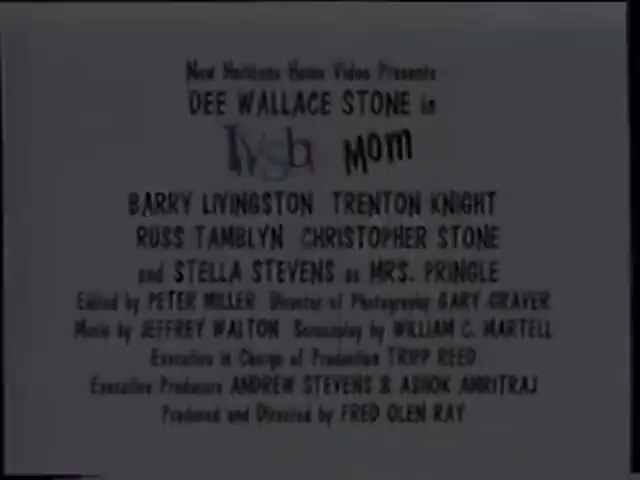 New Horizons Home Video Presents
DEE WALLACE STONE in
Mom
BARRY LIVINGSTON TRENTON KNIGHT
RUSS TAMBLYN CHRISTOPHER STONE
and STELLA STEVENS as MRS. PRINGLE
Edited by PETER MILLER Director of Photography GARY GRAVER
Music by JEFFREY WALTON Screenplay by WILLIAM C. MARTELL
Executive in Charge of Production TRIPP REED
Executive Producers ANDREW STEVENS & ASHOK AMRITRAJ
Produced and Directed by FRED OLEN RAY